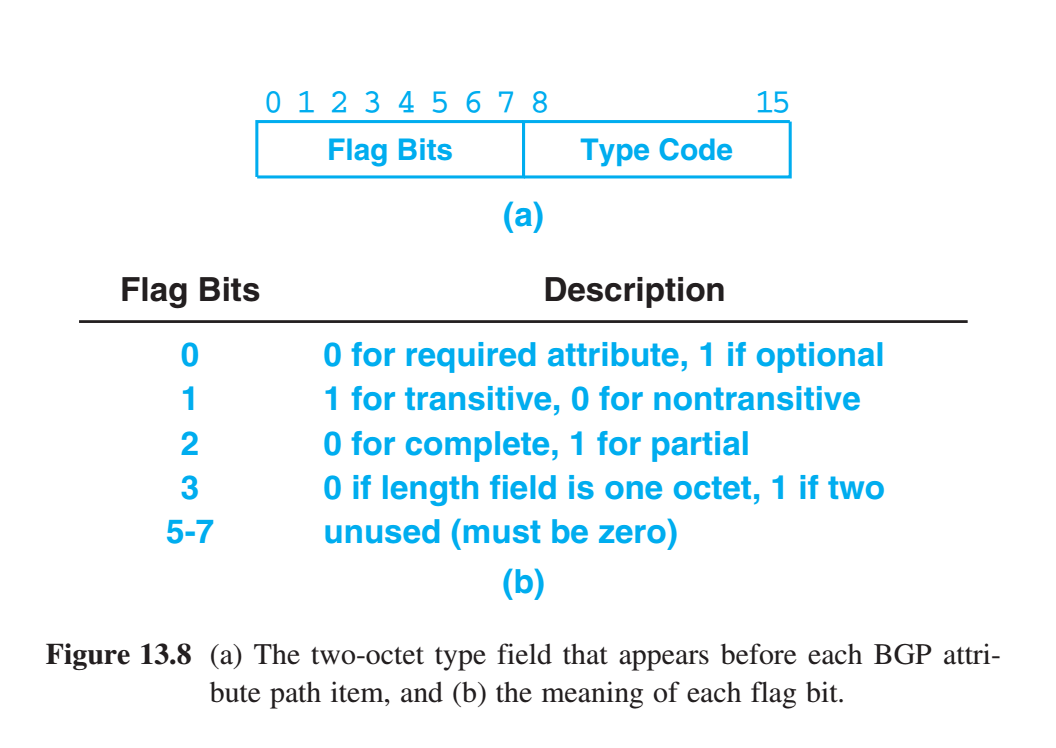 0 1 2 3 4 5 6 7 8 15
Flag Bits Type Code
(a)
Flag Bits Description
0 0 for required attribute, 1 if optional
1 1 for transitive, 0 for nontransitive
2 0 for complete, 1 for partial
3 0 if length field is one octet, 1 if two
5-7 unused (must be zero)
(b)
Figure 13.8 (a) The two-octet type field that appears before each BGP attri-
bute path item, and (b) the meaning of each flag bit.